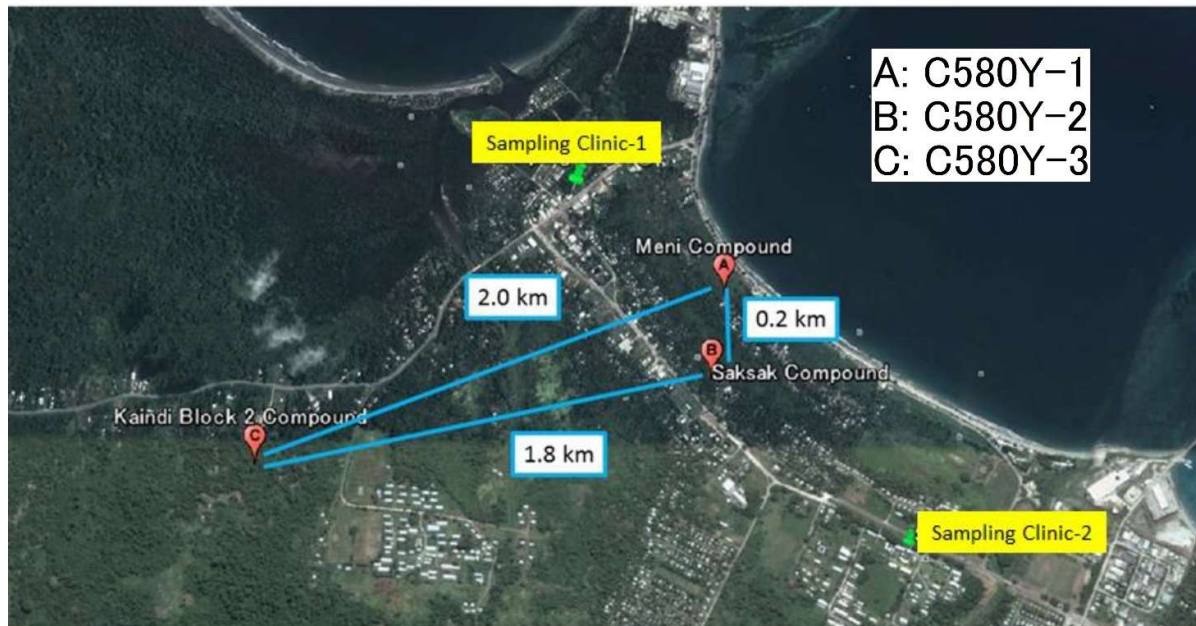 A: C580Y-1
B: C580Y-2
C: C580Y-3
Sampling Clinic-1
Meni Compound
A
2.0 km
0.2 km
B
Saksak Compound
Kaindi Block 2 Compound
C
1.8 km
Sampling Clinic-2